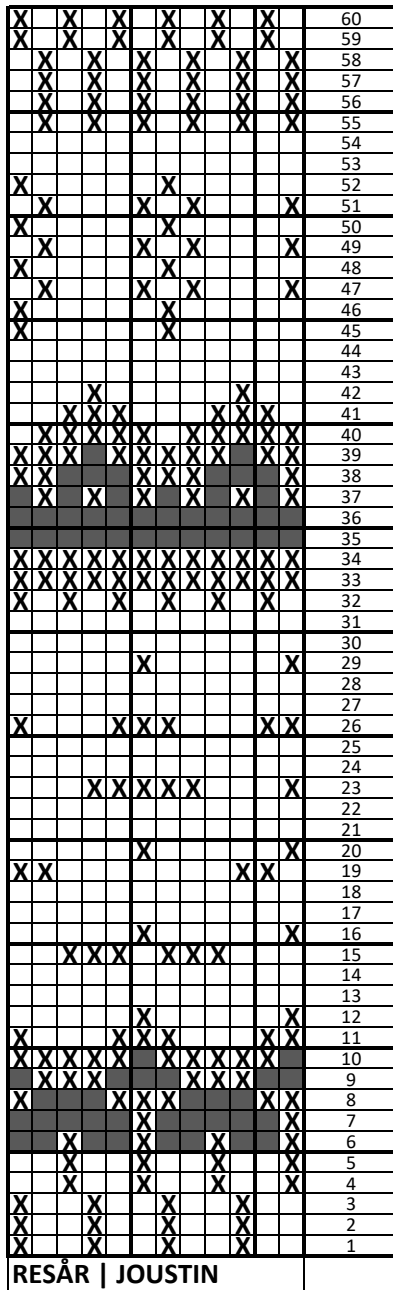 X X X X X X 60
X X X X X X 59
X X X X X X 58
X X X X X X 57
X X X X X X 56
X X X X X X 55
54
53
X X 52
X X X X 51
X X 50
X X X X 49
X X 48
X X X X 47
X X 46
X X 45
44
43
X X 42
X X X X X X 41
X X X X X X X X X X 40
X X X X X X X X X X 39
X X X X X X 38
X X X X X X 37
36
35
X X X X X X X X X X X X 34
X X X X X X X X X X X X 33
X X X X X X 32
31
30
X X 29
28
27
X X X X X X 26
25
24
X X X X X X 23
22
21
X X 20
X X X X 19
18
17
X X 16
X X X X X X 15
14
13
X X 12
X X X X X X 11
X X X X X X X X X X 10
X X X X X X 9
X X X X X X 8
X X 7
X X X X 6
X X X X 5
X X X X 4
X X X X 3
X X X X 2
X X X X 1
RESÅR | JOUSTIN